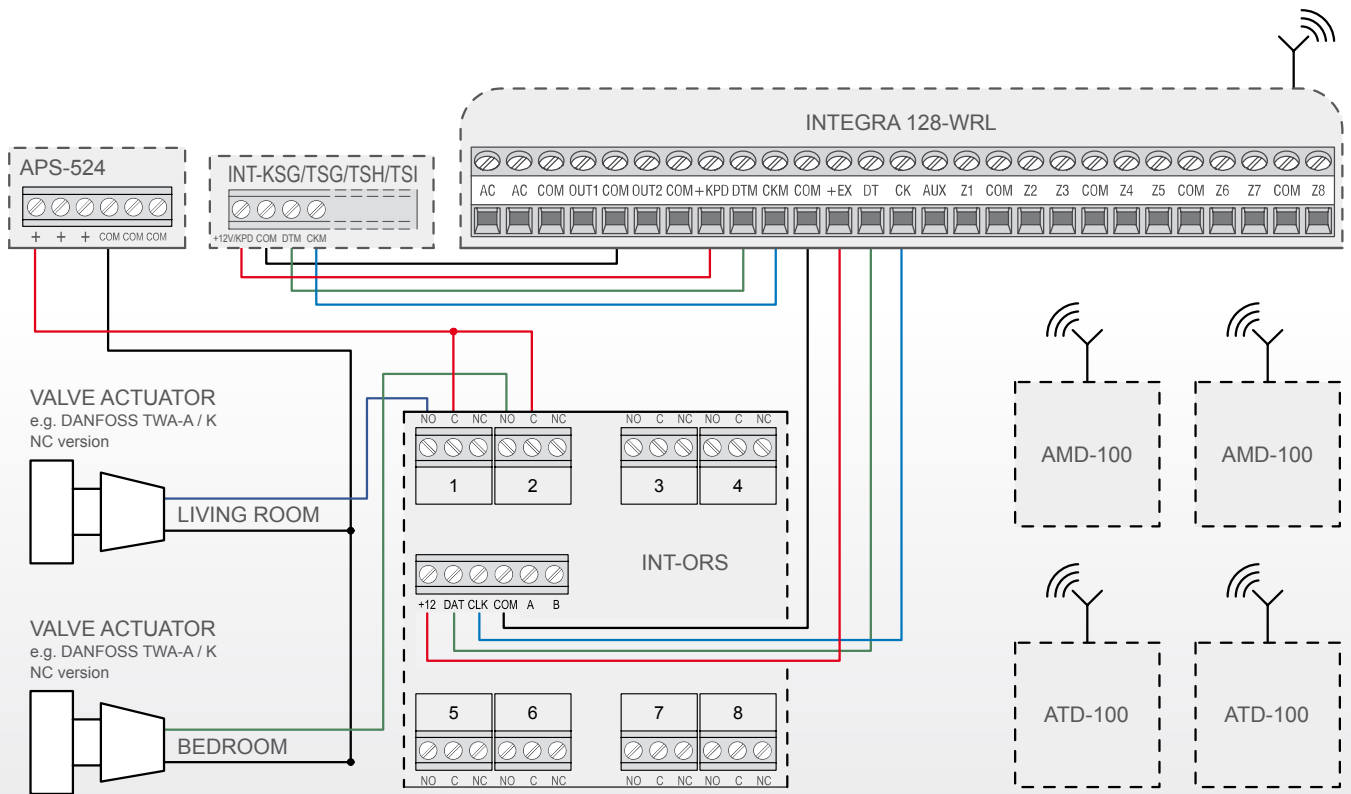 INTEGRA 128-WRL
AC AC COM OUT1 COM OUT2 COM +KPD DTM CKM COM +EX DT CK AUX Z1 COM Z2 Z3 COM Z4 Z5 COM Z6 Z7 COM Z8
APS-524
+ + + COM COM COM
INT-KSG/TSG/TSH/TSI
+12V/KPD COM DTM CKM
VALVE ACTUATOR
e.g. DANFOSS TWA-A / K
NC version
LIVING ROOM
VALVE ACTUATOR
e.g. DANFOSS TWA-A / K
NC version
BEDROOM
NO C NC NO C NC NO C NC NO C NC
1 2 3 4
INT-ORS
+12 DAT CLK COM A B
5 6 7 8
NO C NC NO C NC NO C NC NO C NC
AMD-100 AMD-100
ATD-100 ATD-100